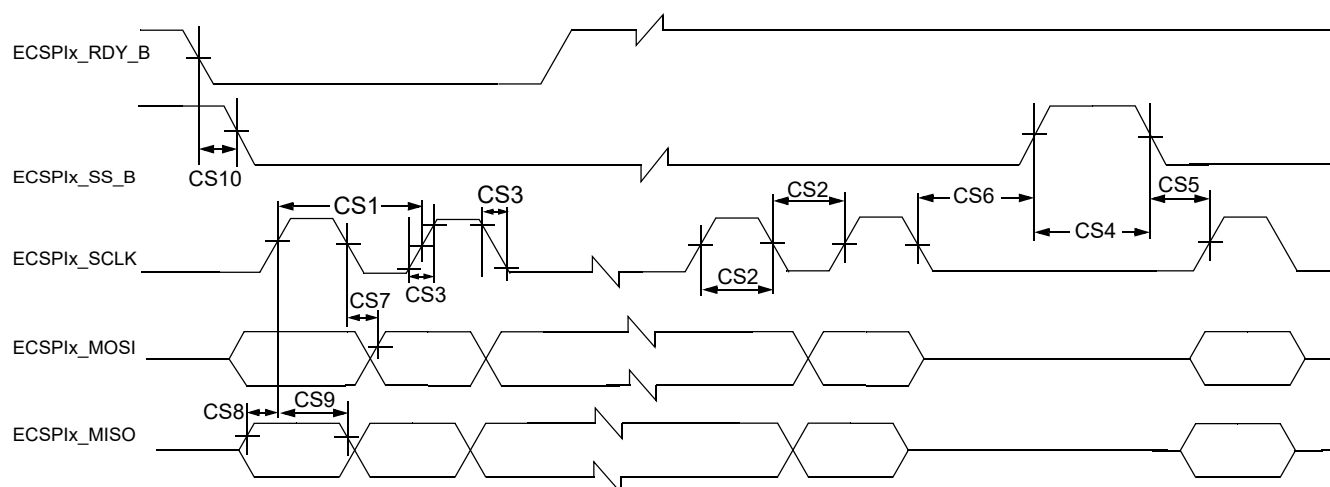 ECSPIx_RDY_B
CS10
ECSPIx_SS_B
CS1
CS3
CS2
CS6
CS5
CS4
ECSPIx_SCLK
CS3
CS2
CS7
ECSPIx_MOSI
CS8
CS9
ECSPIx_MISO